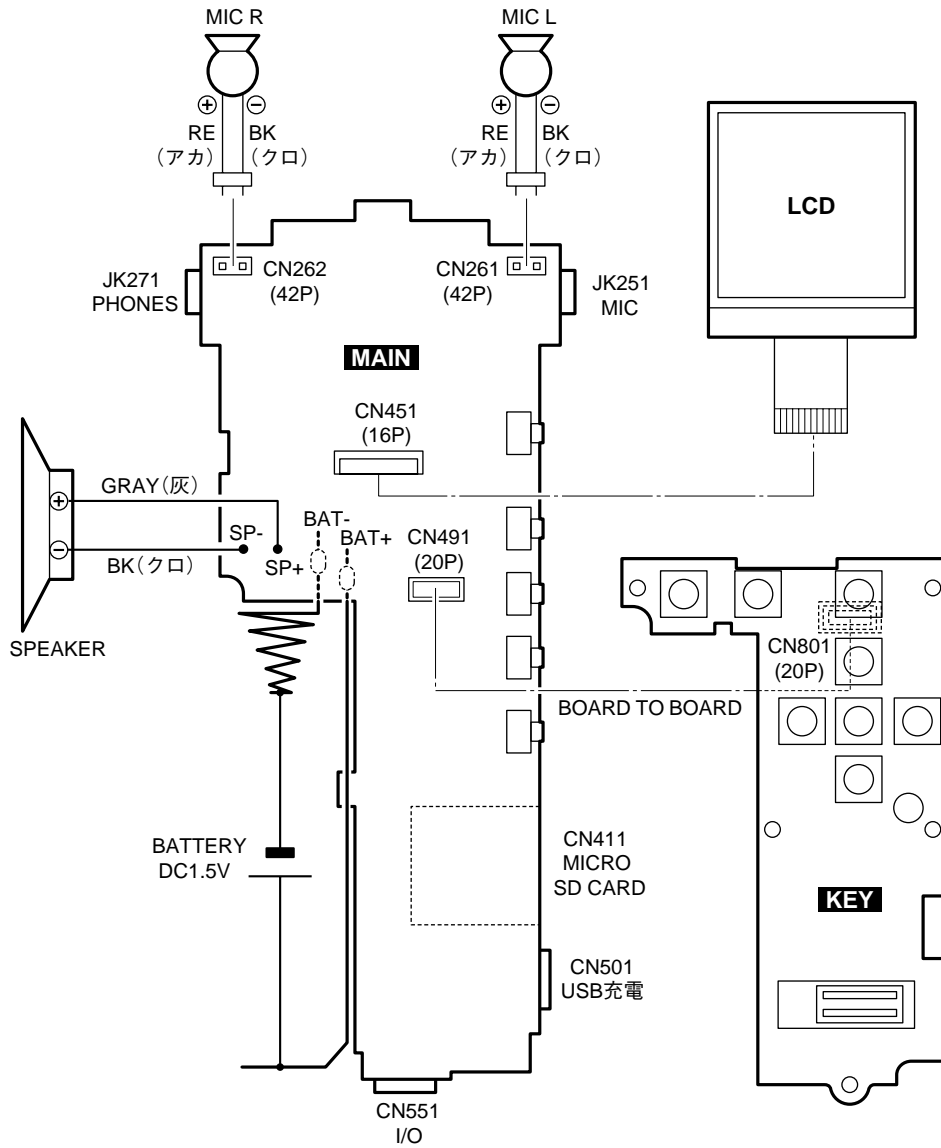 MIC R
MIC L
⊕ ⊖
RE BK
(アカ) (クロ)
⊕ ⊖
RE BK
(アカ) (クロ)
LCD
JK271
PHONES
CN262
(42P)
CN261
(42P)
JK251
MIC
MAIN
CN451
(16P)
GRAY(灰)
+
−
BK(クロ)
SP-
SP+
BAT-
BAT+
CN491
(20P)
SPEAKER
CN801
(20P)
BOARD TO BOARD
BATTERY
DC1.5V
CN411
MICRO
SD CARD
KEY
CN501
USB充電
CN551
I/O